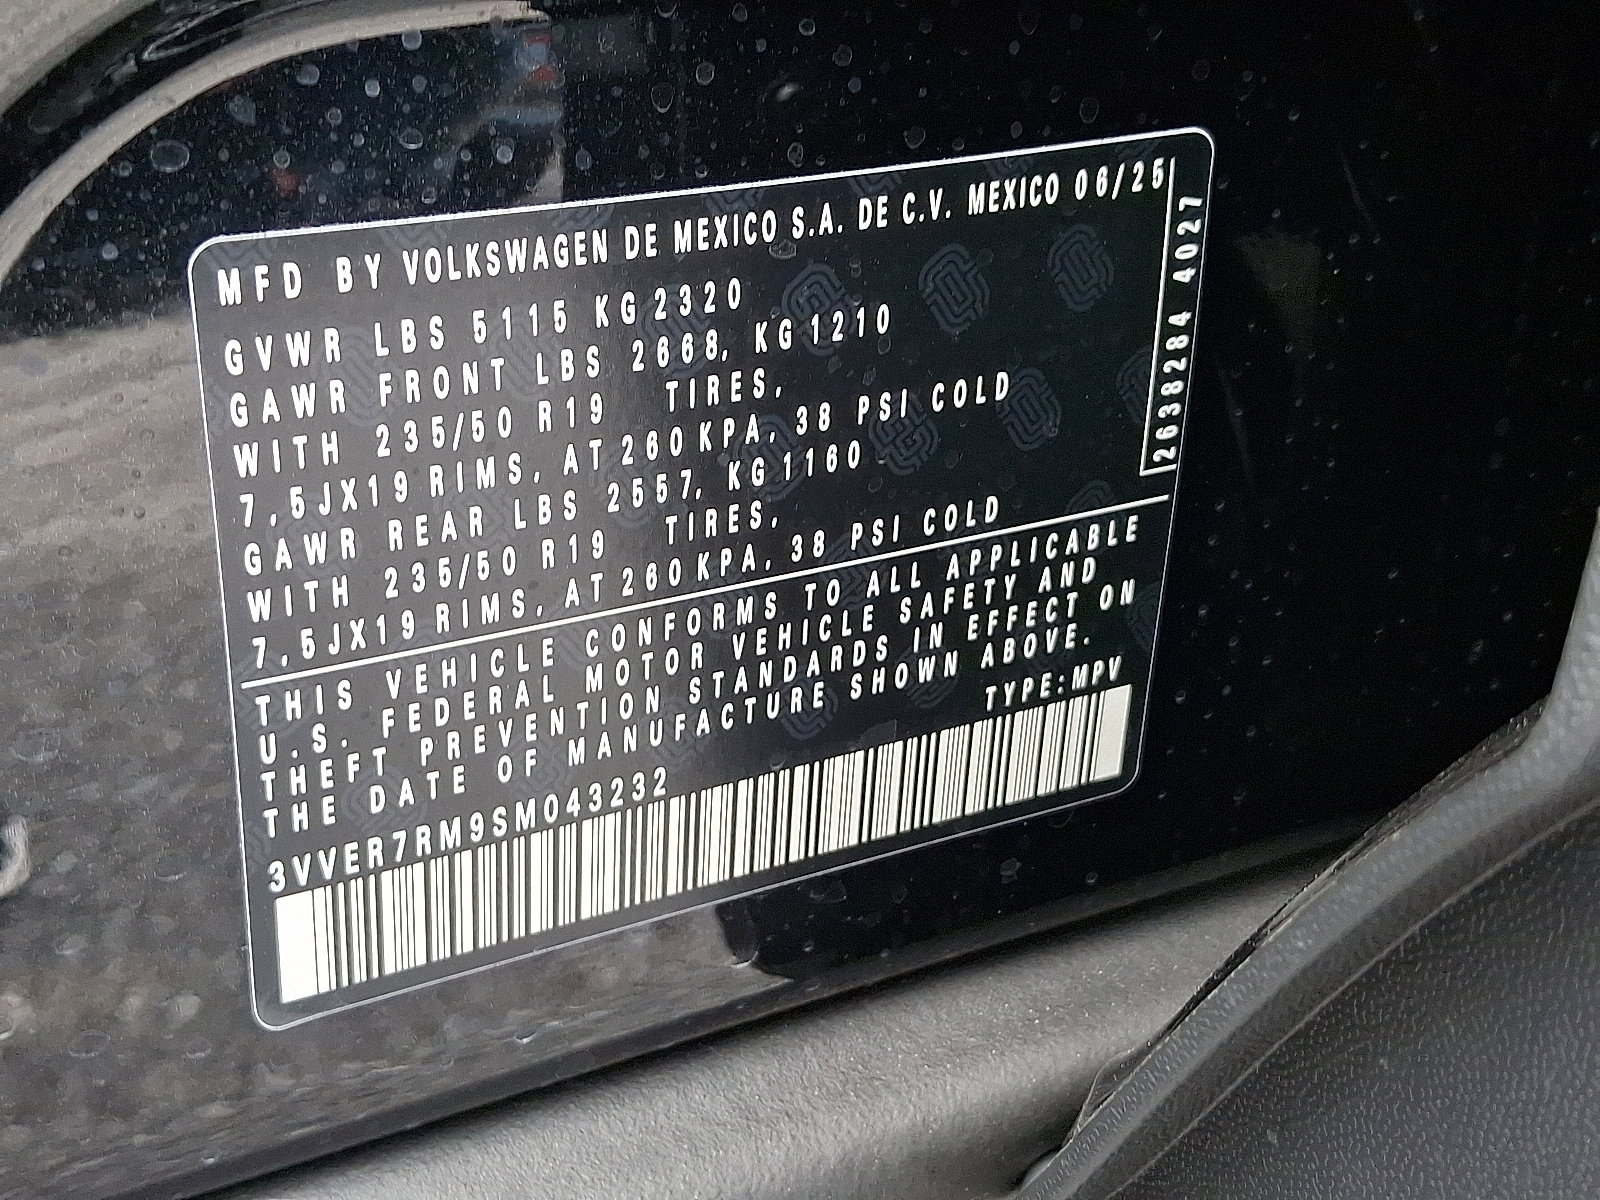 MFD BY VOLKSWAGEN DE MEXICO S.A. DE C.V. MEXICO 06/25
GVWR LBS 5115 KG 2320
GAWR FRONT LBS 2668, KG 1210
WITH 235/50 R19 TIRES,
7,5JX19 RIMS, AT 260 KPA, 38 PSI COLD
GAWR REAR LBS 2557, KG 1160
WITH 235/50 R19 TIRES,
7,5JX19 RIMS, AT 260 KPA, 38 PSI COLD
2638284 4027
THIS VEHICLE CONFORMS TO ALL APPLICABLE
U.S. FEDERAL MOTOR VEHICLE SAFETY AND
THEFT PREVENTION STANDARDS IN EFFECT ON
THE DATE OF MANUFACTURE SHOWN ABOVE.
TYPE:MPV
3VVER7RM9SM043232